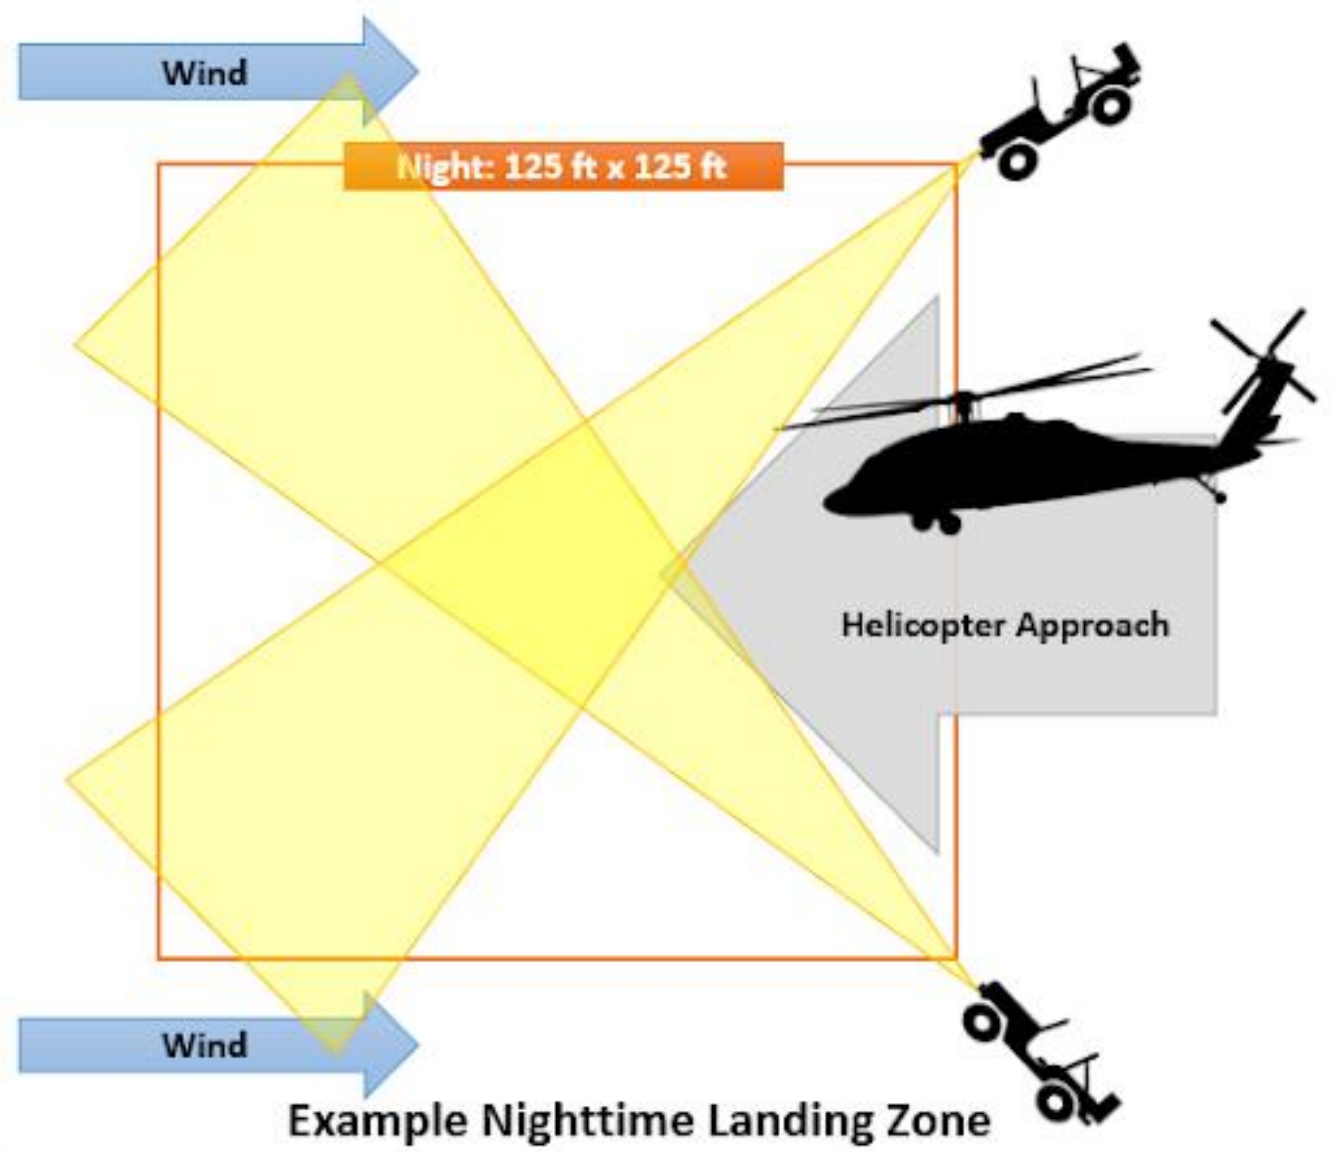 Wind
Night: 125 ft x 125 ft
Helicopter Approach
Wind
Example Nighttime Landing Zone